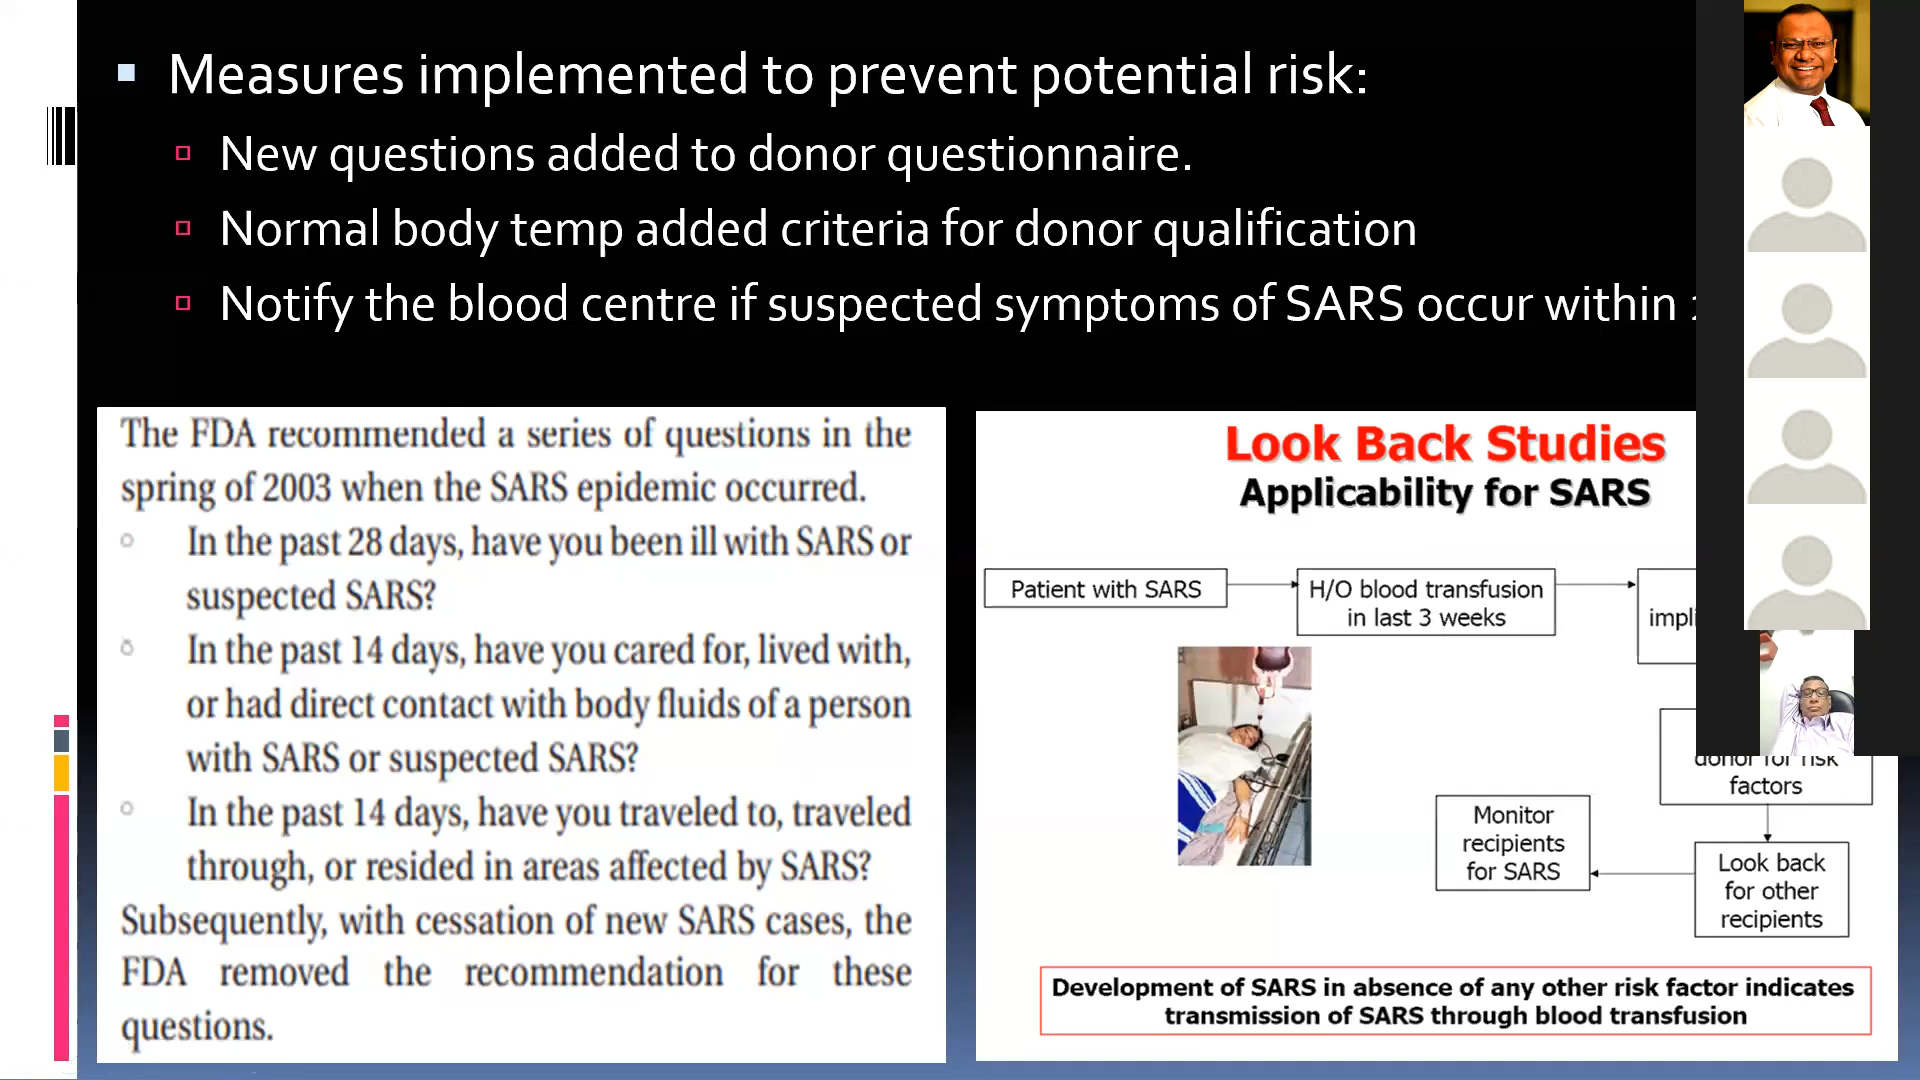 Measures implemented to prevent potential risk:
New questions added to donor questionnaire.
Normal body temp added criteria for donor qualification
Notify the blood centre if suspected symptoms of SARS occur within
The FDA recommended a series of questions in the
spring of 2003 when the SARS epidemic occurred.
In the past 28 days, have you been ill with SARS or
suspected SARS?
In the past 14 days, have you cared for, lived with,
or had direct contact with body fluids of a person
with SARS or suspected SARS?
In the past 14 days, have you traveled to, traveled
through, or resided in areas affected by SARS?
Subsequently, with cessation of new SARS cases, the
FDA removed the recommendation for these
questions.
Look Back Studies
Applicability for SARS
Patient with SARS
H/O blood transfusion
in last 3 weeks
donor for risk
factors
Look back
for other
recipients
Monitor
recipients
for SARS
Development of SARS in absence of any other risk factor indicates
transmission of SARS through blood transfusion